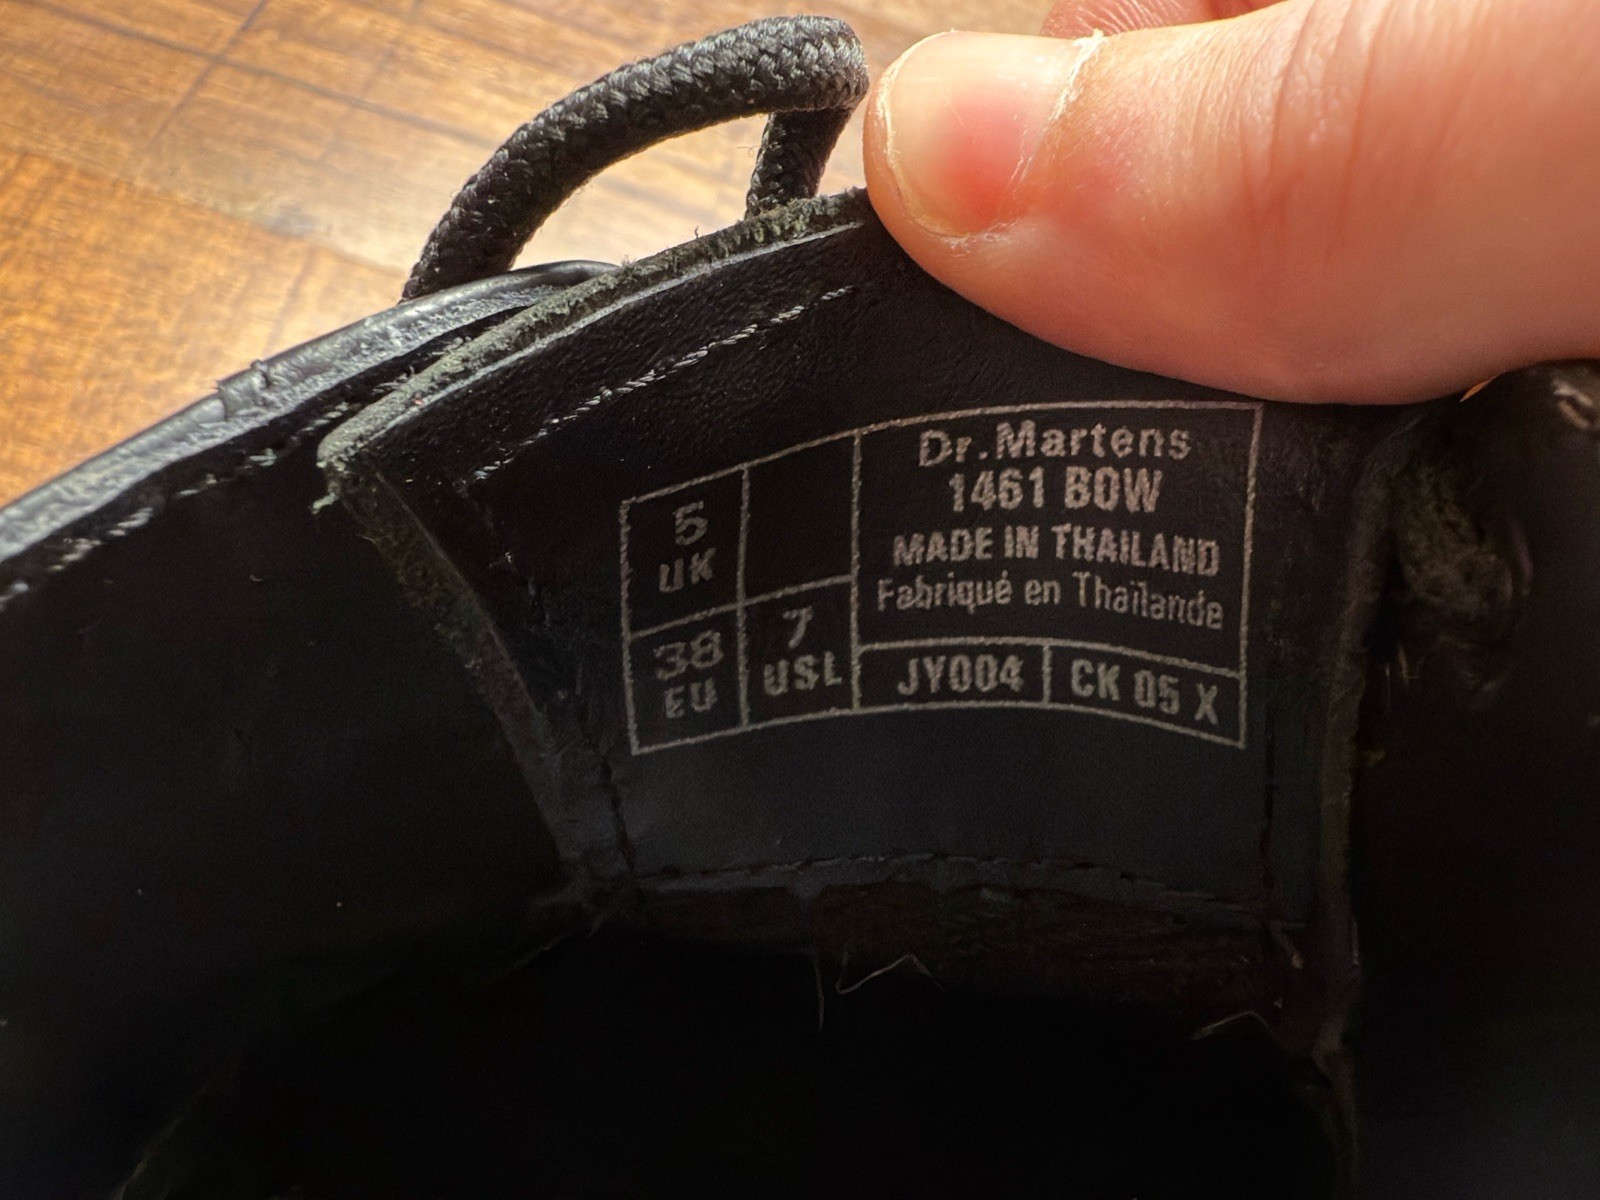 Dr.Martens
1461 BOW
MADE IN THAILAND
Fabriqué en Thaïlande
5
UK
38
EU
7
USL
JY004
CK 05 X